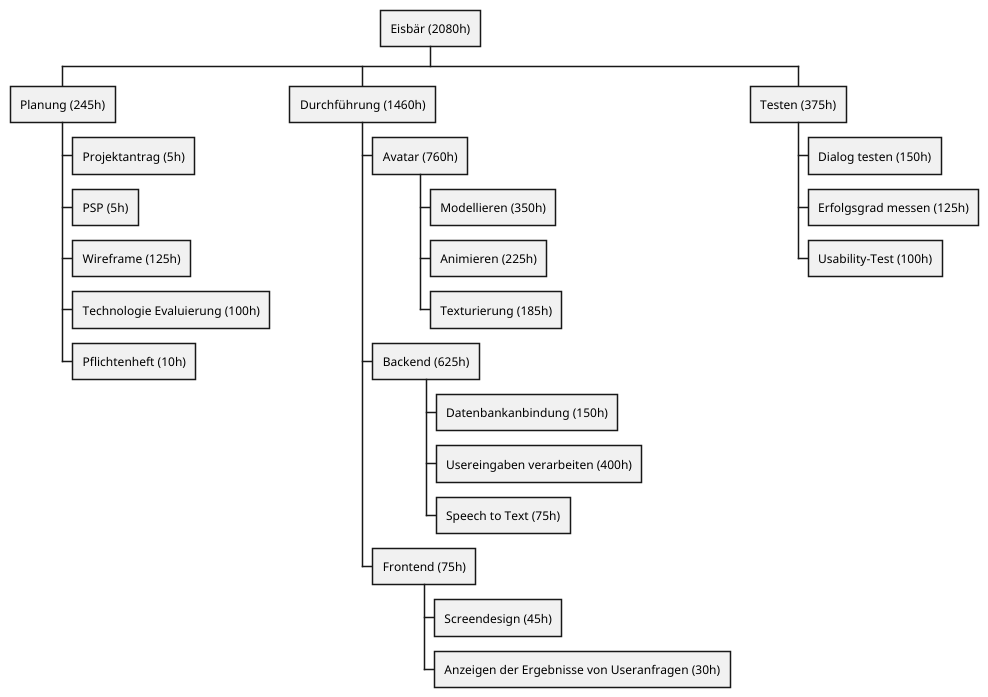 Eisbär (2080h)
Planung (245h)
Projektantrag (5h)
PSP (5h)
Wireframe (125h)
Technologie Evaluierung (100h)
Pflichtenheft (10h)
Durchführung (1460h)
Avatar (760h)
Modellieren (350h)
Animieren (225h)
Texturierung (185h)
Backend (625h)
Datenbankanbindung (150h)
Usereingaben verarbeiten (400h)
Speech to Text (75h)
Frontend (75h)
Screendesign (45h)
Anzeigen der Ergebnisse von Useranfragen (30h)
Testen (375h)
Dialog testen (150h)
Erfolgsgrad messen (125h)
Usability-Test (100h)